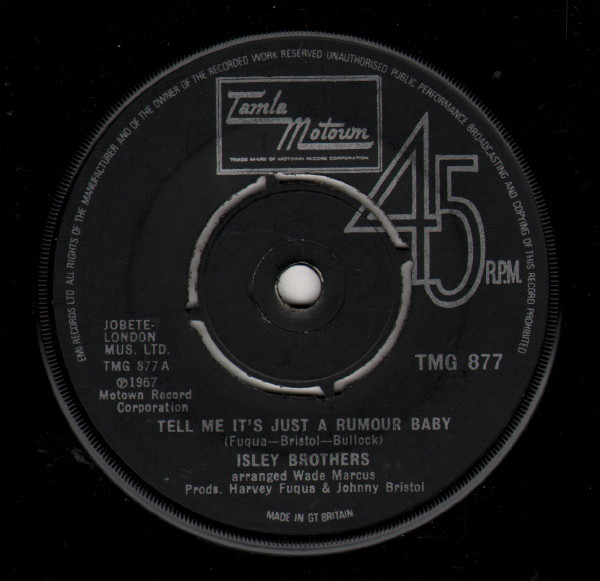 EMI RECORDS LTD ALL RIGHTS OF THE MANUFACTURER AND OF THE OWNER OF THE RECORDED WORK RESERVED UNAUTHORISED PUBLIC PERFORMANCE BROADCASTING AND COPYING OF THIS RECORD PROHIBITED
Tamla
Motown
TRADE MARK OF MOTOWN RECORD CORPORATION
45
R.P.M.
JOBETE-
LONDON
MUS. LTD.
TMG 877 A
℗1967
Motown Record
Corporation
TMG 877
TELL ME IT'S JUST A RUMOUR BABY
(Fuqua—Bristol—Bullock)
ISLEY BROTHERS
arranged Wade Marcus
Prods. Harvey Fuqua & Johnny Bristol
MADE IN GT BRITAIN